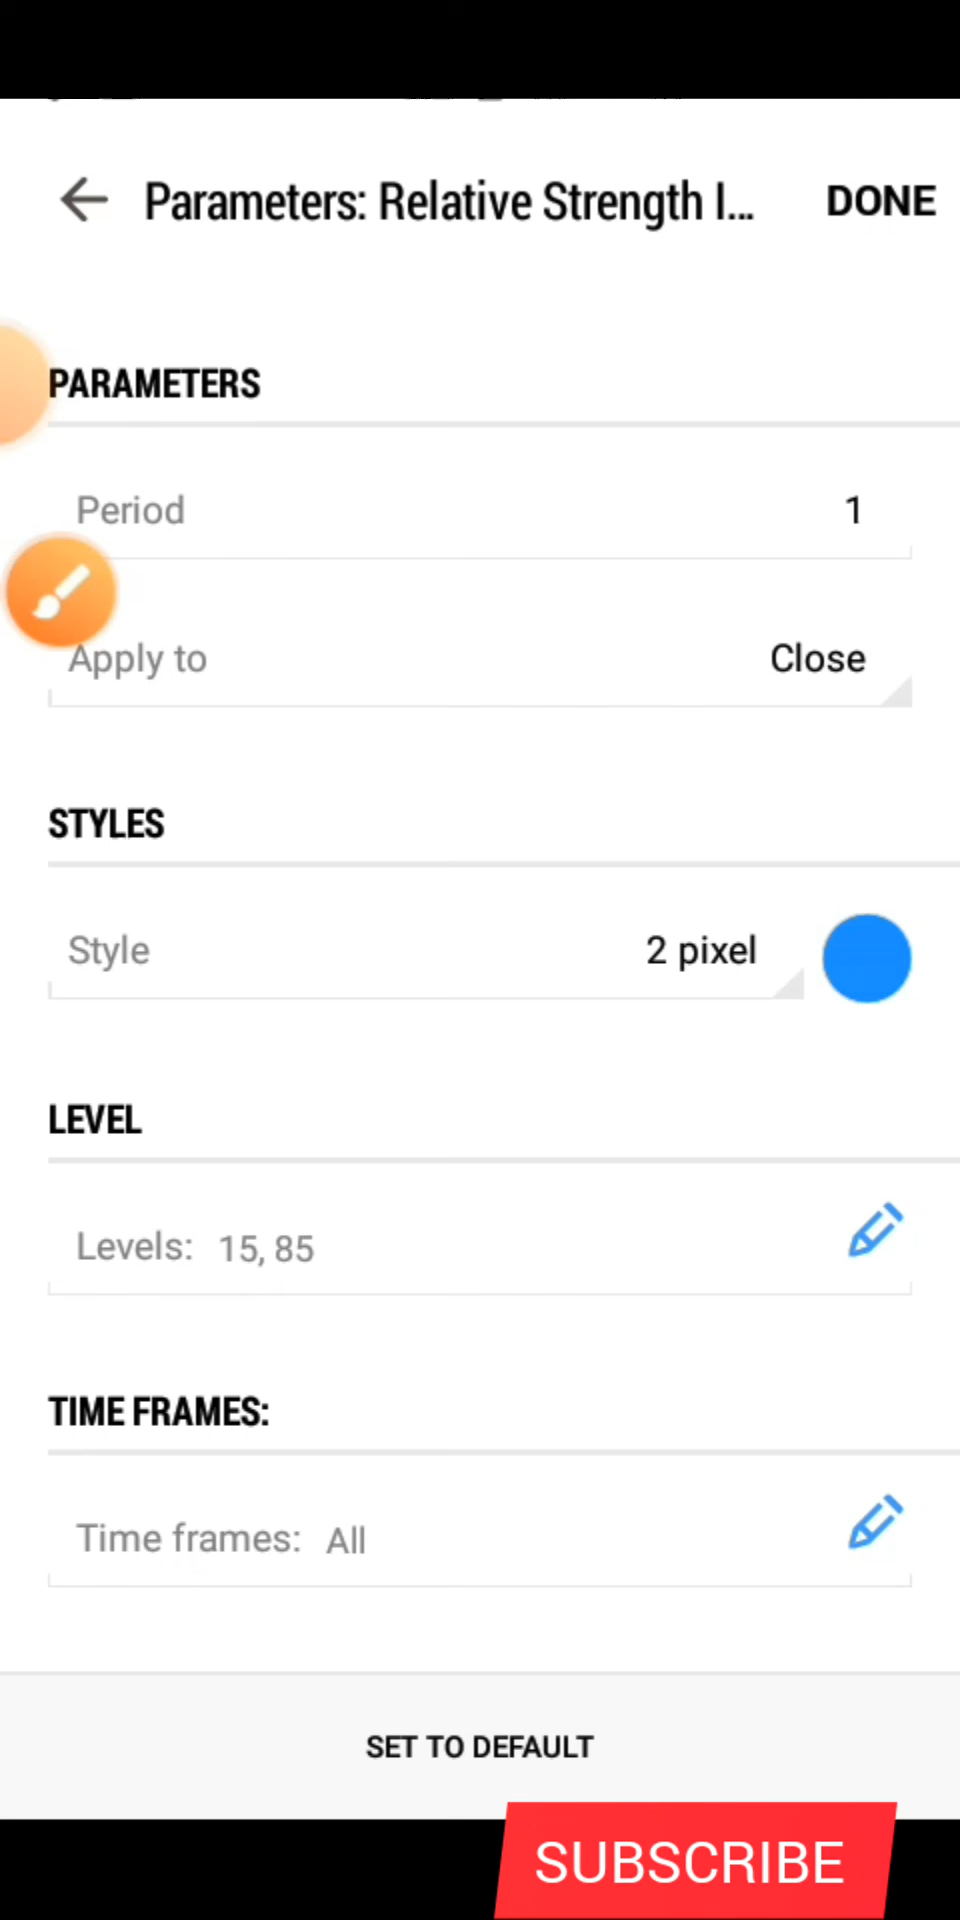 Parameters: Relative Strength I...
DONE
PARAMETERS
Period 1
Apply to Close
STYLES
Style 2 pixel
LEVEL
Levels: 15, 85
TIME FRAMES:
Time frames: All
SET TO DEFAULT
SUBSCRIBE